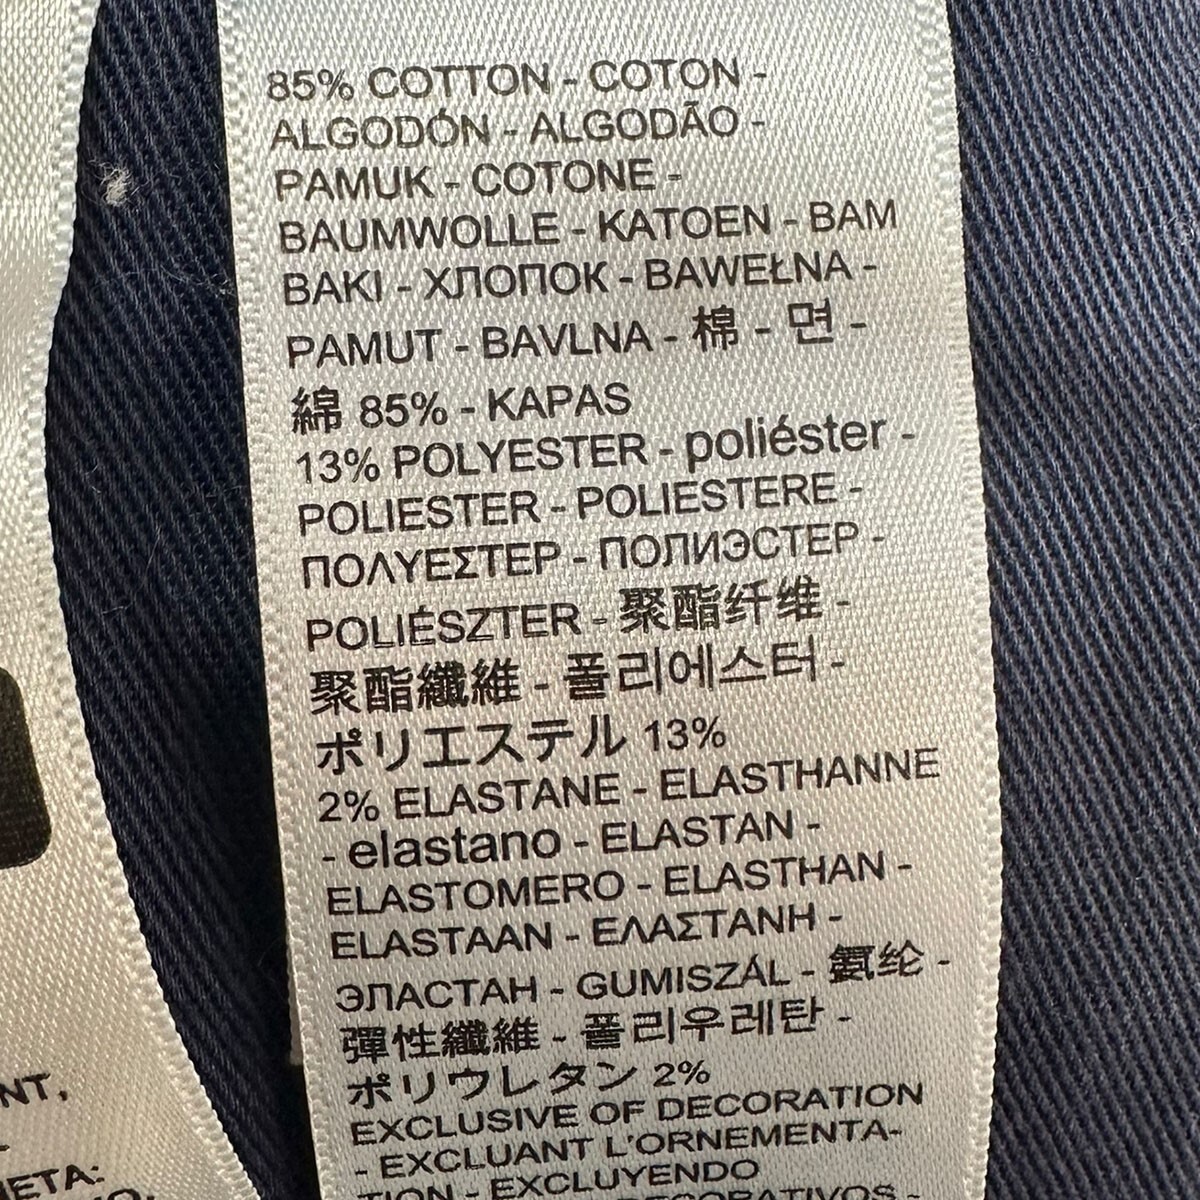 85% COTTON - COTON -
ALGODÓN - ALGODÃO -
PAMUK - COTONE -
BAUMWOLLE - KATOEN - BAM
BAKI - ХЛОПОК - BAWEŁNA -
PAMUT - BAVLNA - 棉 - 면 -
綿 85% - KAPAS
13% POLYESTER - poliéster -
POLIESTER - POLIESTERE -
ΠΟΛΥΕΣΤΕΡ - ПОЛИЭСТЕР -
POLIÉSZTER - 聚酯纤维 -
聚酯纖維 - 폴리에스터 -
ポリエステル 13%
2% ELASTANE - ELASTHANNE
- elastano - ELASTAN -
ELASTOMERO - ELASTHAN -
ELASTAAN - ΕΛΑΣΤΑΝΗ -
ЭЛАСТАН - GUMISZÁL - 氨纶 -
彈性纖維 - 폴리우레탄 -
ポリウレタン 2%
EXCLUSIVE OF DECORATION
- EXCLUANT L'ORNEMENTA-
TION - EXCLUYENDO
DECORATIVOS -
NT,
IETA: